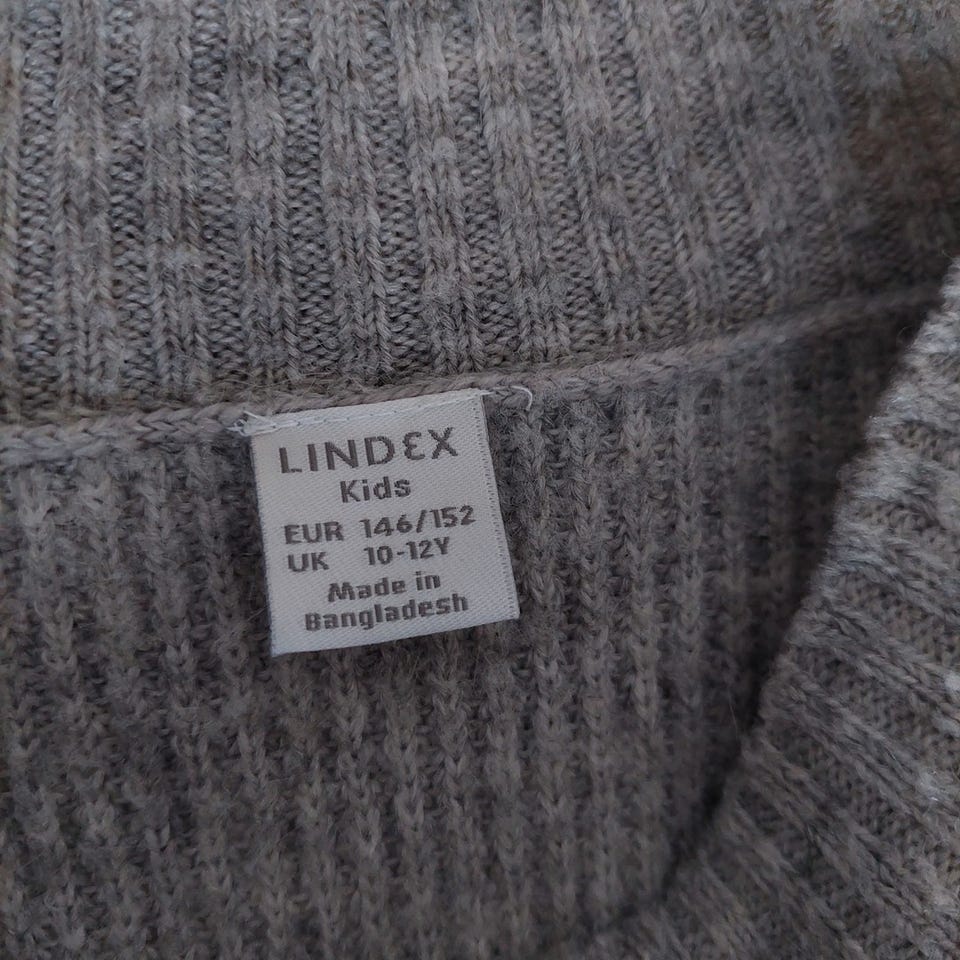 LINDEX
Kids
EUR 146/152
UK 10-12Y
Made in
Bangladesh